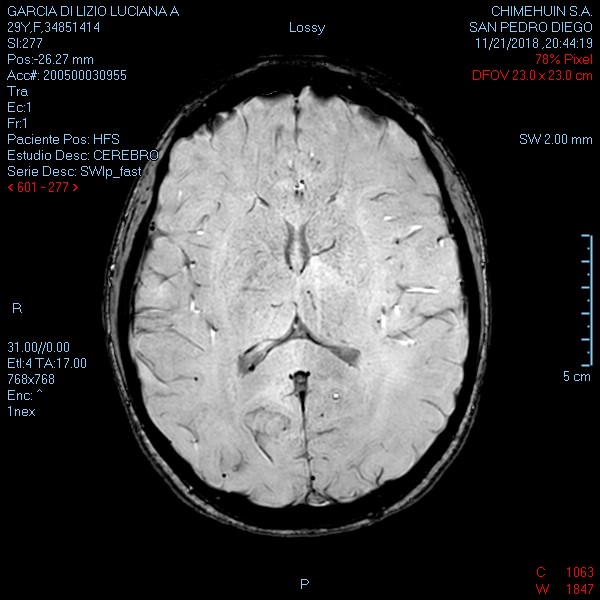 GARCIA DI LIZIO LUCIANA A
29Y,F,34851414
Sl:277
Pos:-26.27 mm
Acc#: 200500030955
Tra
Ec:1
Fr:1
Paciente Pos: HFS
Estudio Desc: CEREBRO
Serie Desc: SWIp_fast
< 601 - 277 >
Lossy
CHIMEHUIN S.A.
SAN PEDRO DIEGO
11/21/2018 ,20:44:19
78% Pixel
DFOV 23.0 x 23.0 cm
SW 2.00 mm
R
31.00//0.00
Etl:4 TA:17.00
768x768
Enc: ^
1nex
5 cm
P
C 1063
W 1847